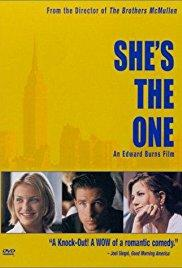 From the Director of The Brothers McMullen
SHE'S
THE
ONE
An Edward Burns Film
DVD
"A Knock-Out! A WOW of a romantic comedy."
- Joel Siegel, Good Morning America